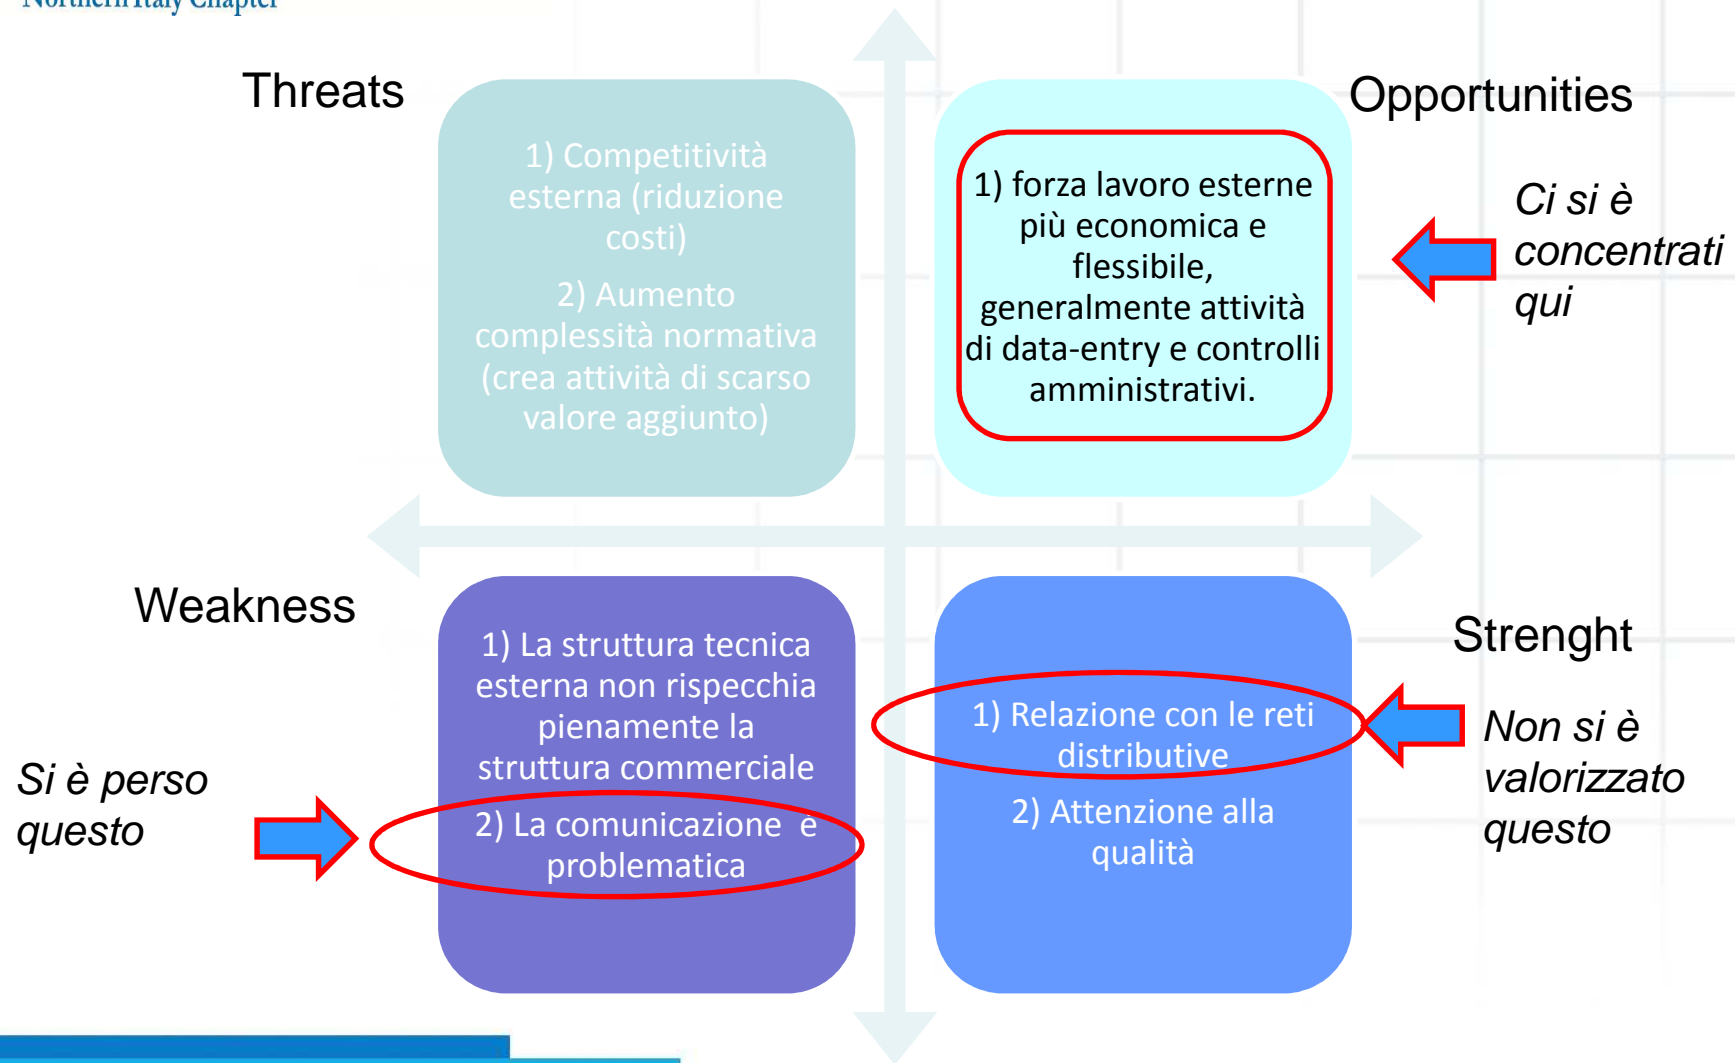 Northern Italy Chapter
Threats
1) Competitività
esterna (riduzione
costi)
2) Aumento
complessità normativa
(crea attività di scarso
valore aggiunto)
Opportunities
1) forza lavoro esterne
più economica e
flessibile,
generalmente attività
di data-entry e controlli
amministrativi.
Ci si è
concentrati
qui
Weakness
1) La struttura tecnica
esterna non rispecchia
pienamente la
struttura commerciale
2) La comunicazione è
problematica
Si è perso
questo
Strenght
1) Relazione con le reti
distributive
2) Attenzione alla
qualità
Non si è
valorizzato
questo